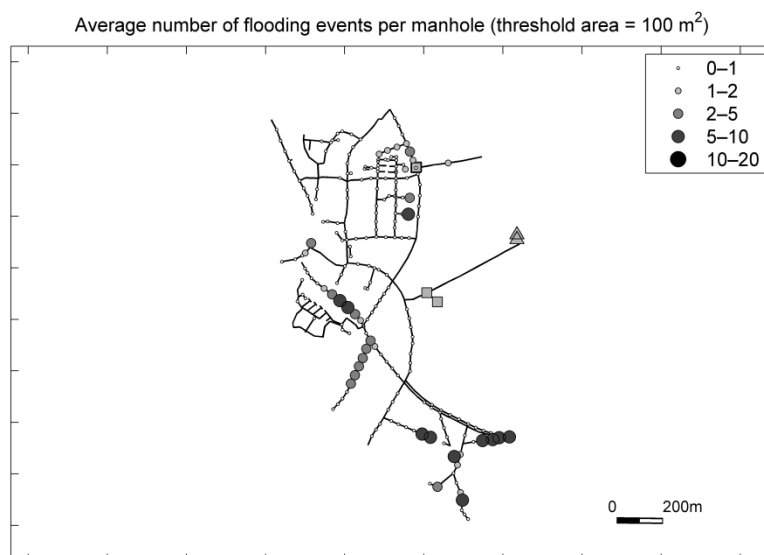 Average number of flooding events per manhole (threshold area = 100 m²)
0–1
1–2
2–5
5–10
10–20
0 200m